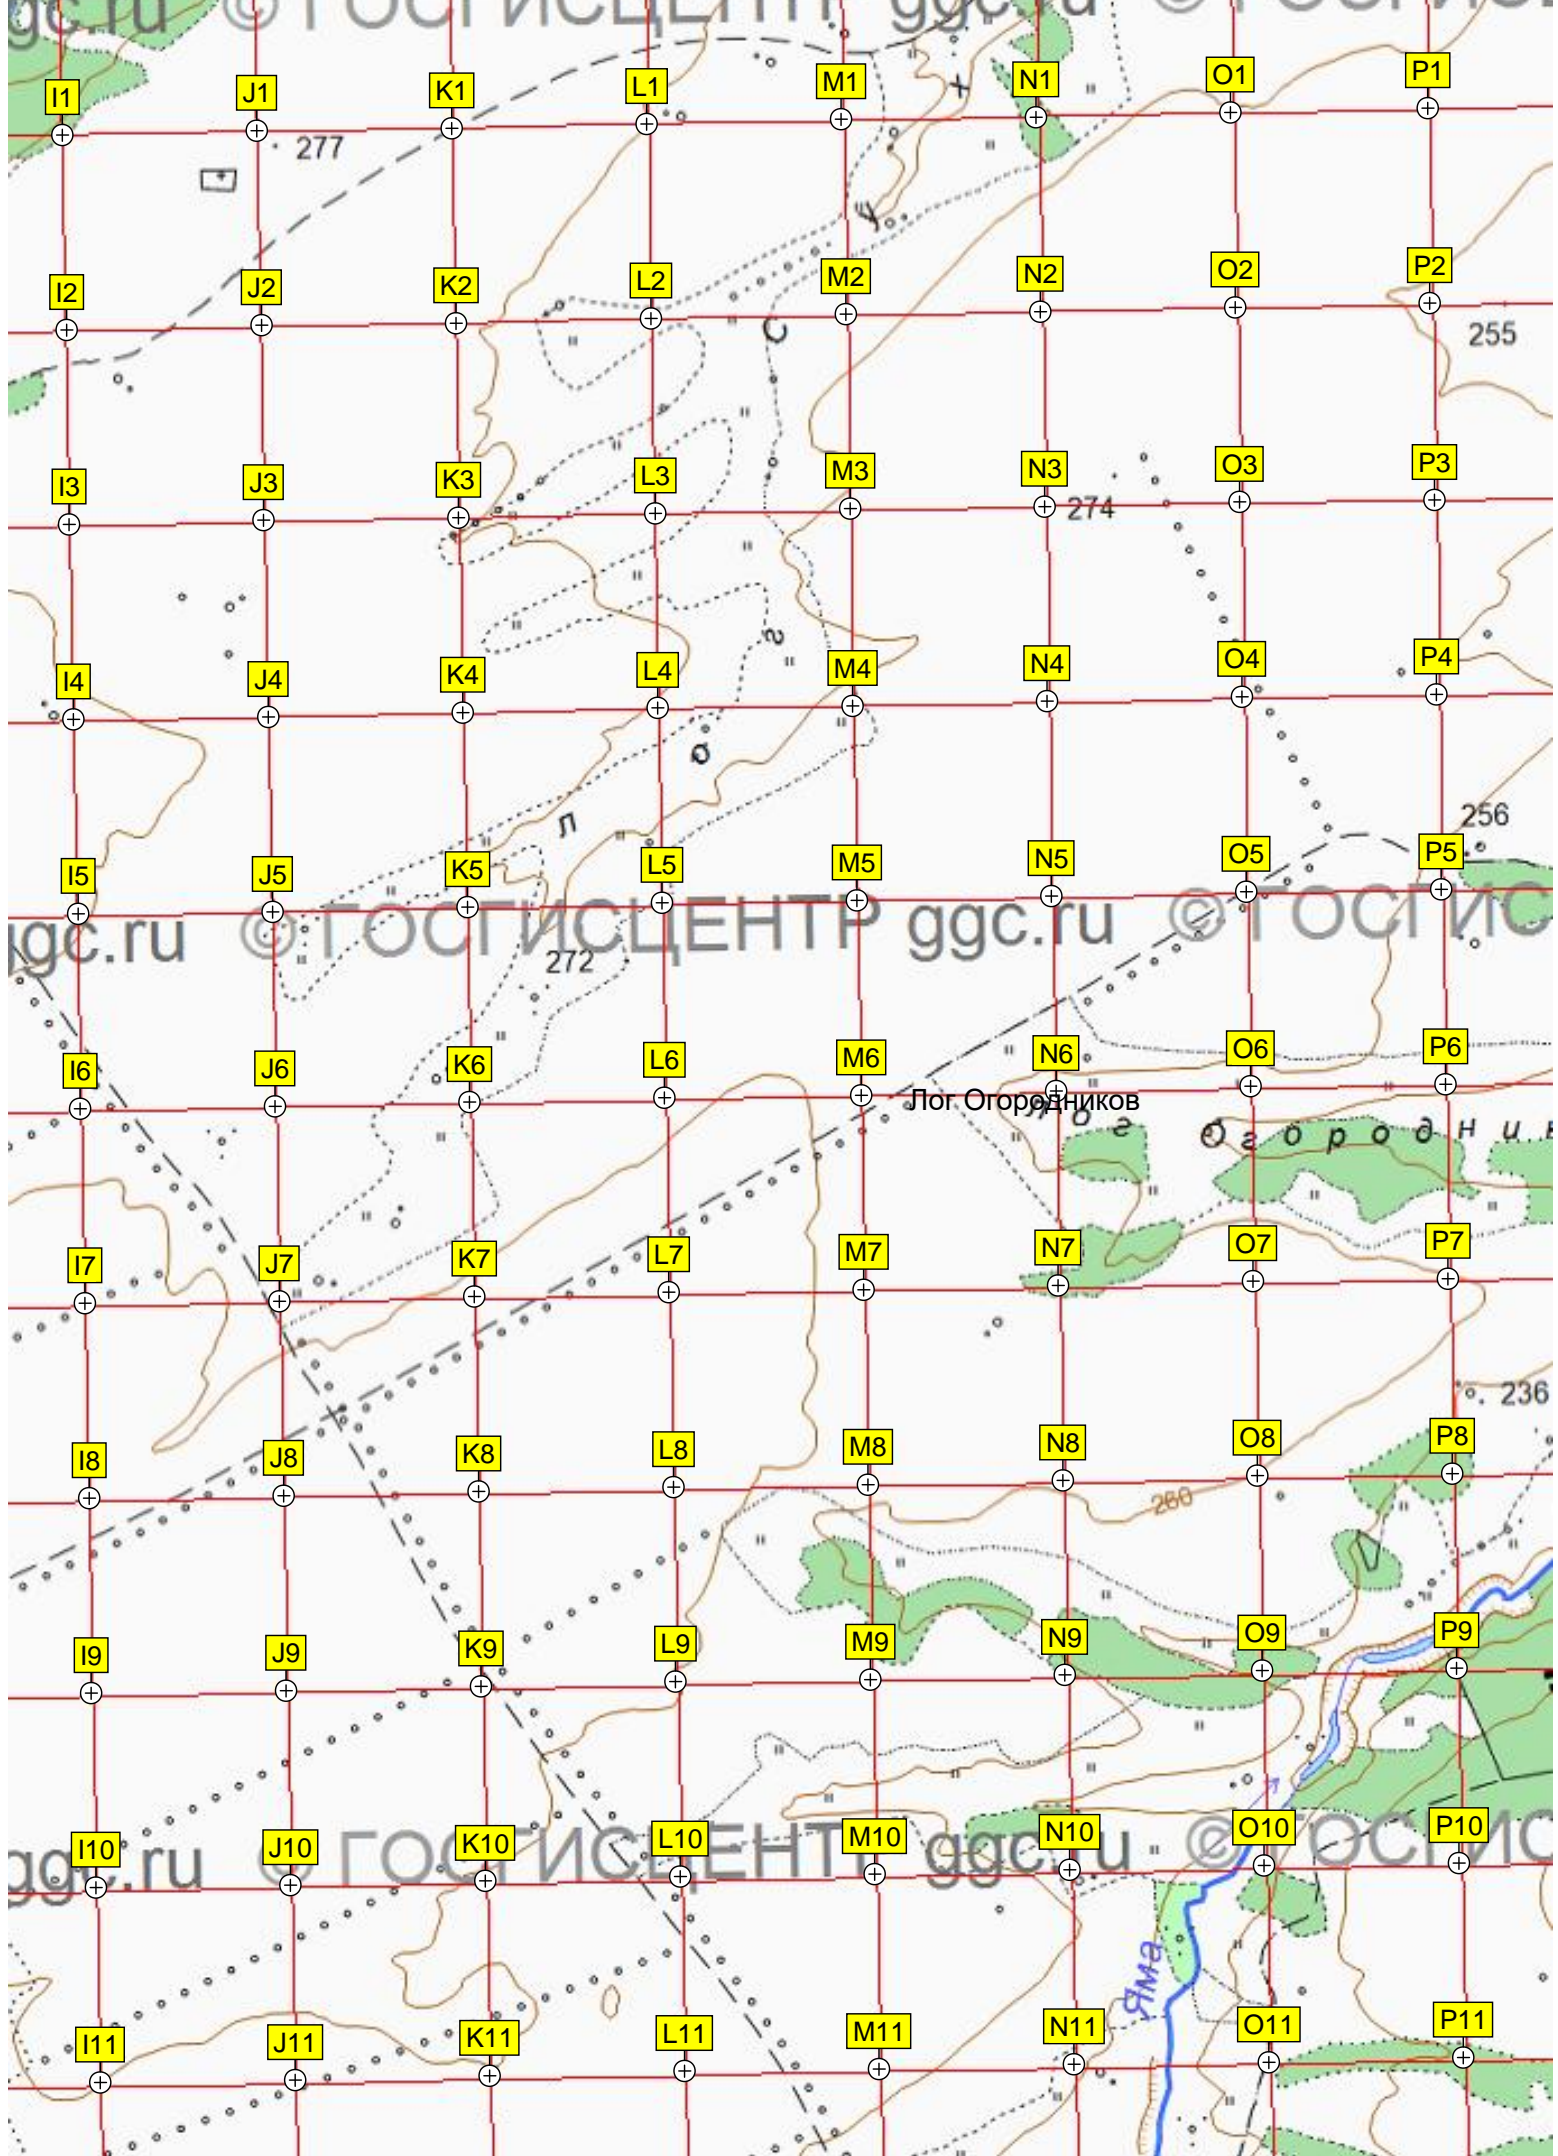 gc.ru © ГОСГИСЦЕНТР ggc.ru © ГОСГИСЦ
I1 J1 K1 L1 M1 N1 O1 P1
277
у х
I2 J2 K2 L2 M2 N2 O2 P2
С
255
I3 J3 K3 L3 M3 N3 O3 P3
274
I4 J4 K4 L4 M4 N4 O4 P4
г
о
л
256
I5 J5 K5 L5 M5 N5 O5 P5
ggc.ru © ГОСГИСЦЕНТР ggc.ru © ГОСГИС
272
I6 J6 K6 L6 M6 N6 O6 P6
Лог Огородников
Лог Огородник
I7 J7 K7 L7 M7 N7 O7 P7
236
I8 J8 K8 L8 M8 N8 O8 P8
260
I9 J9 K9 L9 M9 N9 O9 P9
I10 J10 K10 L10 M10 N10 O10 P10
ggc.ru © ГОСГИСЦЕНТР ggc.ru © ГОСГИС
Яма
I11 J11 K11 L11 M11 N11 O11 P11